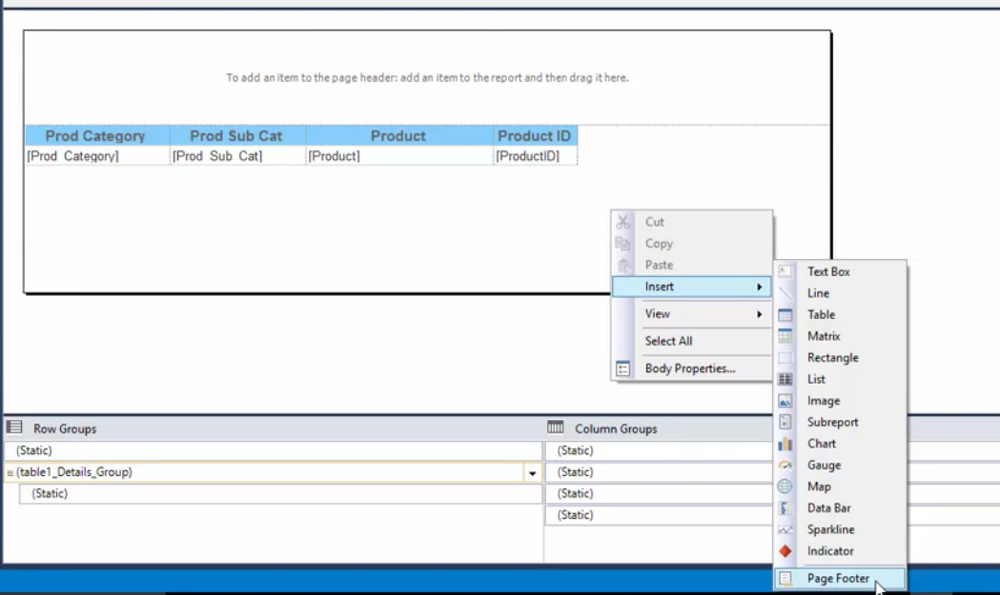 To add an item to the page header: add an item to the report and then drag it here.
Prod Category Prod Sub Cat Product Product ID
[Prod_Category] [Prod_Sub_Cat] [Product] [ProductID]
Cut
Copy
Paste
Insert
View
Select All
Body Properties...
Text Box
Line
Table
Matrix
Rectangle
List
Image
Subreport
Chart
Gauge
Map
Data Bar
Sparkline
Indicator
Page Footer
Row Groups
(Static)
(table1_Details_Group)
(Static)
Column Groups
(Static)
(Static)
(Static)
(Static)